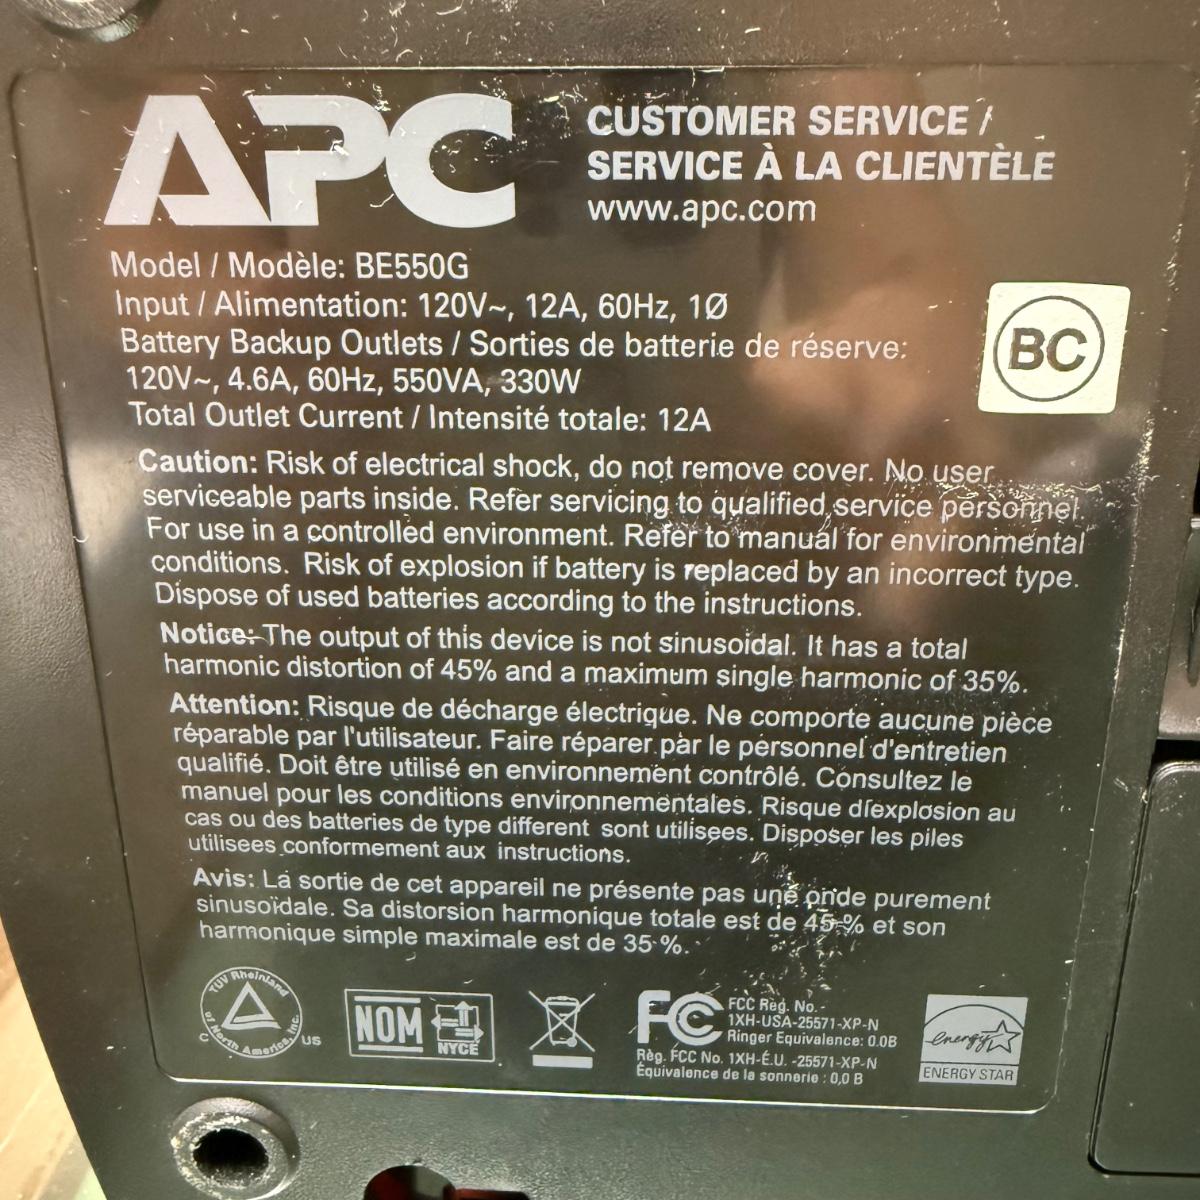 APC
CUSTOMER SERVICE /
SERVICE À LA CLIENTÈLE
www.apc.com
Model / Modèle: BE550G
Input / Alimentation: 120V~, 12A, 60Hz, 1Ø
Battery Backup Outlets / Sorties de batterie de réserve:
120V~, 4.6A, 60Hz, 550VA, 330W
Total Outlet Current / Intensité totale: 12A
BC
Caution: Risk of electrical shock, do not remove cover. No user
serviceable parts inside. Refer servicing to qualified service personnel.
For use in a controlled environment. Refer to manual for environmental
conditions. Risk of explosion if battery is replaced by an incorrect type.
Dispose of used batteries according to the instructions.
Notice: The output of this device is not sinusoidal. It has a total
harmonic distortion of 45% and a maximum single harmonic of 35%.
Attention: Risque de décharge électrique. Ne comporte aucune pièce
réparable par l'utilisateur. Faire réparer par le personnel d'entretien
qualifié. Doit être utilisé en environnement contrôlé. Consultez le
manuel pour les conditions environnementales. Risque d'explosion au
cas ou des batteries de type different sont utilisees. Disposer les piles
utilisees conformement aux instructions.
Avis: La sortie de cet appareil ne présente pas une onde purement
sinusoïdale. Sa distorsion harmonique totale est de 45 % et son
harmonique simple maximale est de 35 %.
TÜV Rheinland
of North America, Inc.
C US
NOM
NYCE
FC
FCC Reg. No. -
1XH-USA-25571-XP-N
Ringer Equivalence: 0.0B
Règ. FCC No. 1XH-É.U. -25571-XP-N
Équivalence de la sonnerie : 0,0 B
energy
ENERGY STAR